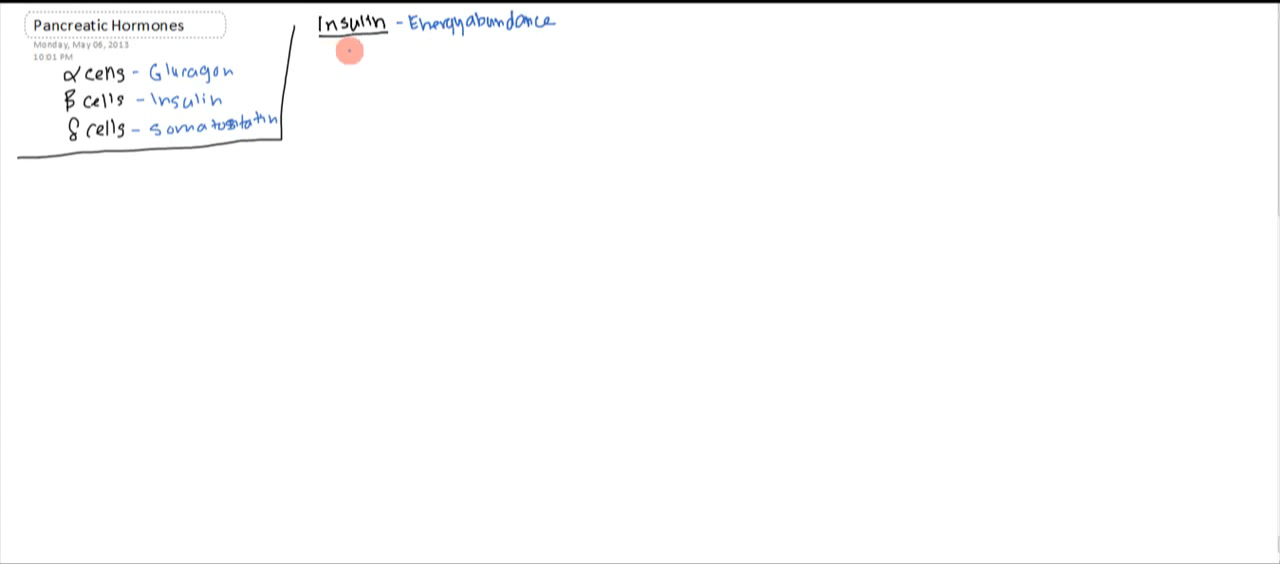 Pancreatic Hormones
Monday, May 06, 2013
10:01 PM
α cells - Glucagon
β cells - Insulin
δ cells - somatostatin
Insulin - Energy abundance